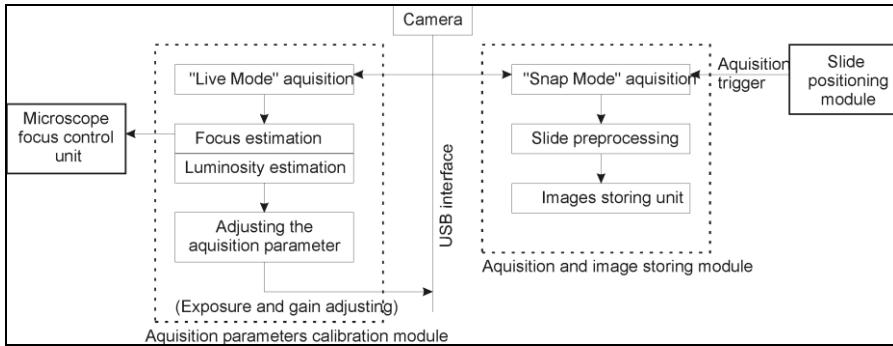 Camera
"Live Mode" aquisition
"Snap Mode" aquisition
Aquisition
trigger
Slide
positioning
module
Microscope
focus control
unit
Focus estimation
Luminosity estimation
Slide preprocessing
Images storing unit
Adjusting the
aquisition parameter
USB interface
(Exposure and gain adjusting)
Aquisition and image storing module
Aquisition parameters calibration module